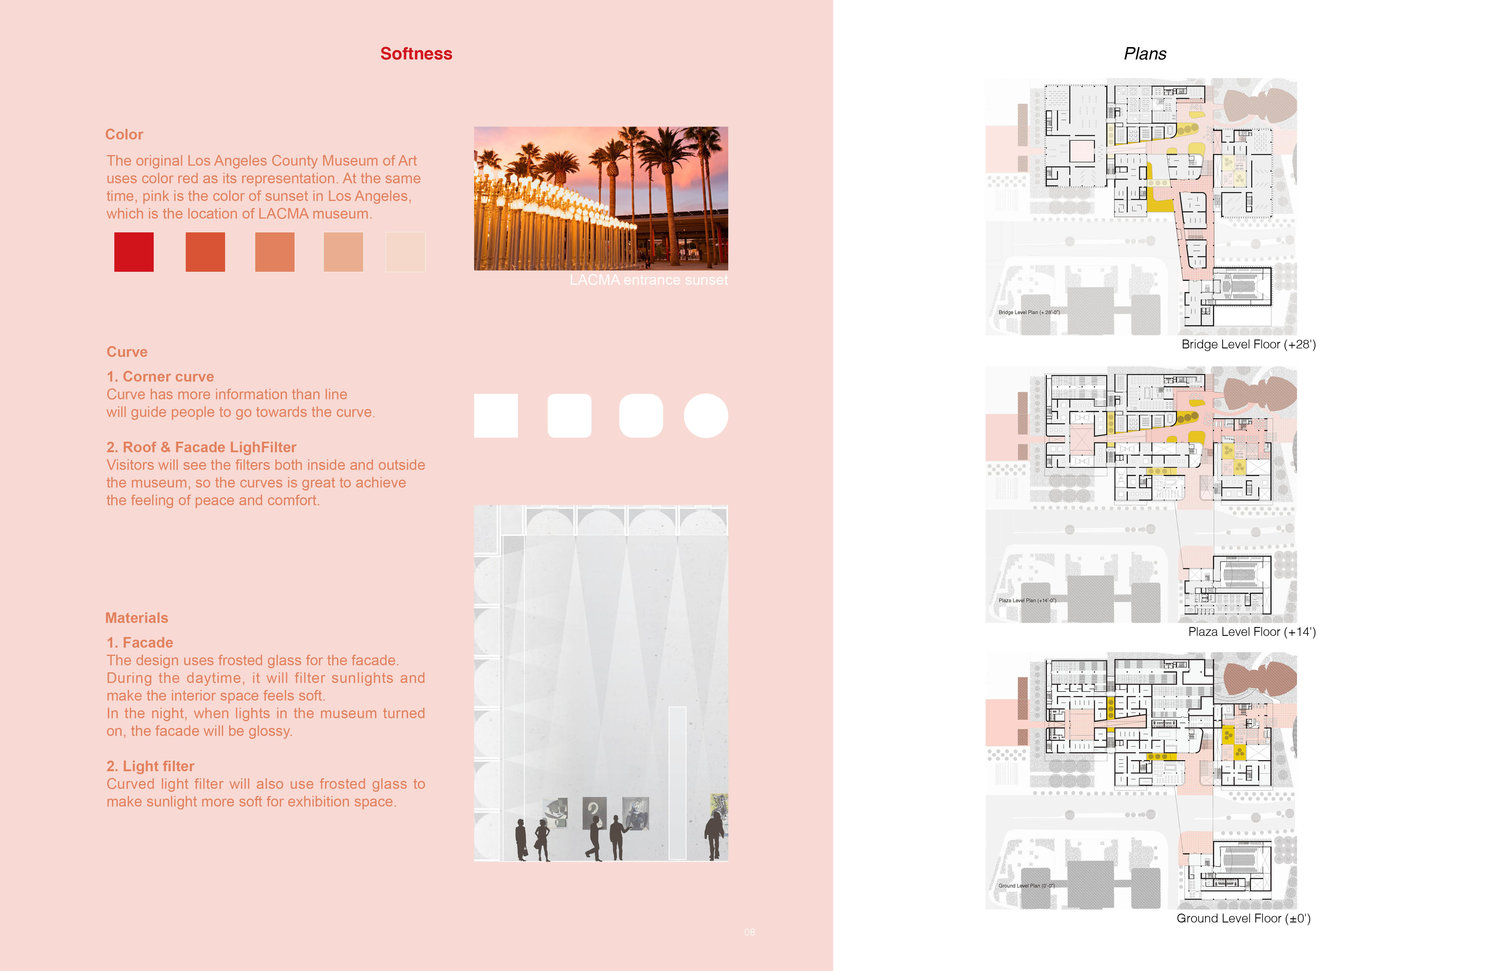 Softness
Color
The original Los Angeles County Museum of Art
uses color red as its representation. At the same
time, pink is the color of sunset in Los Angeles,
which is the location of LACMA museum.
LACMA entrance sunset
Curve
1. Corner curve
Curve has more information than line
will guide people to go towards the curve.
2. Roof & Facade LighFilter
Visitors will see the filters both inside and outside
the museum, so the curves is great to achieve
the feeling of peace and comfort.
Materials
1. Facade
The design uses frosted glass for the facade.
During the daytime, it will filter sunlights and
make the interior space feels soft.
In the night, when lights in the museum turned
on, the facade will be glossy.
2. Light filter
Curved light filter will also use frosted glass to
make sunlight more soft for exhibition space.
?
08
Plans
Bridge Level Plan (+ 28'-0")
Bridge Level Floor (+28')
Plaza Level Plan (+14'-0")
Plaza Level Floor (+14')
Ground Level Plan (0'-0")
Ground Level Floor (±0')